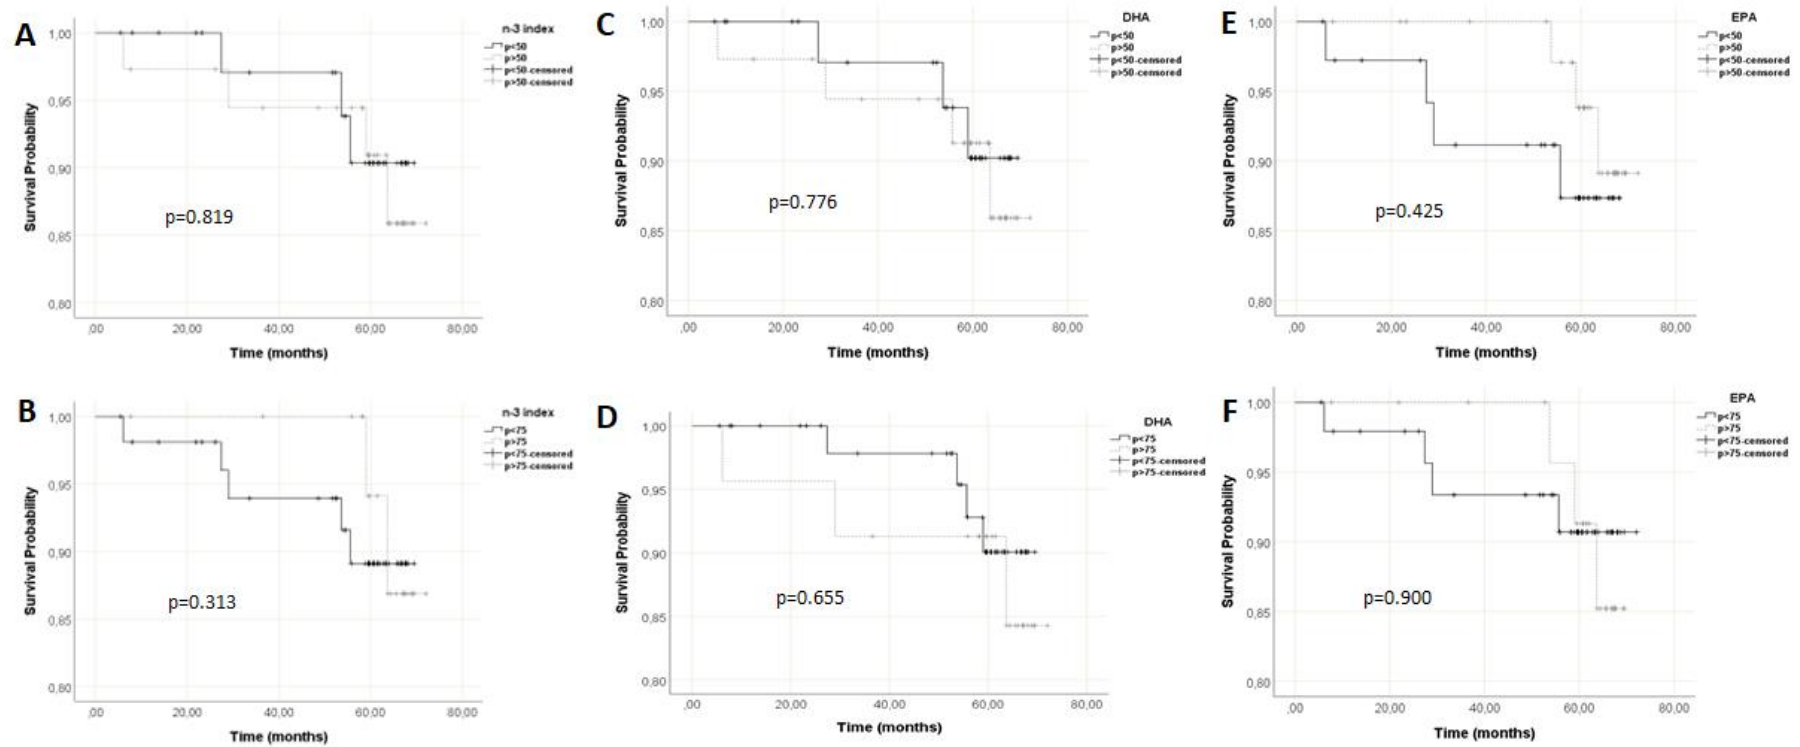 A
n-3 index
p<50
p>50
p<50-censored
p>50-censored
1,00
0,95
0,90
0,85
0,80
Survival Probability
p=0.819
,00 20,00 40,00 60,00 80,00
Time (months)
C
DHA
p<50
p>50
p<50-censored
p>50-censored
1,00
0,95
0,90
0,85
0,80
Survival Probability
p=0.776
,00 20,00 40,00 60,00 80,00
Time (months)
E
EPA
p<50
p>50
p<50-censored
p>50-censored
1,00
0,95
0,90
0,85
0,80
Survival Probability
p=0.425
,00 20,00 40,00 60,00 80,00
Time (months)
B
n-3 index
p<75
p>75
p<75-censored
p>75-censored
1,00
0,95
0,90
0,85
0,80
Survival Probability
p=0.313
,00 20,00 40,00 60,00 80,00
Time (months)
D
DHA
p<75
p>75
p<75-censored
p>75-censored
1,00
0,95
0,90
0,85
0,80
Survival Probability
p=0.655
,00 20,00 40,00 60,00 80,00
Time (months)
F
EPA
p<75
p>75
p<75-censored
p>75-censored
1,00
0,95
0,90
0,85
0,80
Survival Probability
p=0.900
,00 20,00 40,00 60,00 80,00
Time (months)